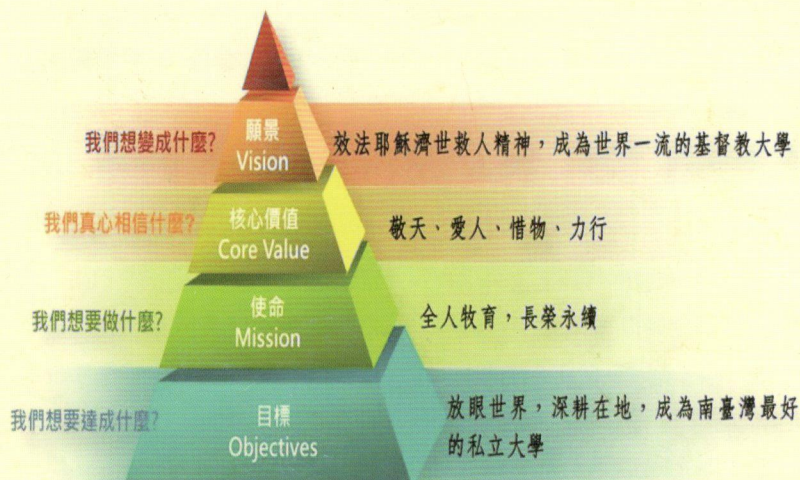 我們想變成什麼?
願景
Vision
效法耶穌濟世救人精神，成為世界一流的基督教大學
我們真心相信什麼?
核心價值
Core Value
敬天、愛人、惜物、力行
我們想要做什麼?
使命
Mission
全人牧育，長榮永續
我們想要達成什麼?
目標
Objectives
放眼世界，深耕在地，成為南臺灣最好
的私立大學